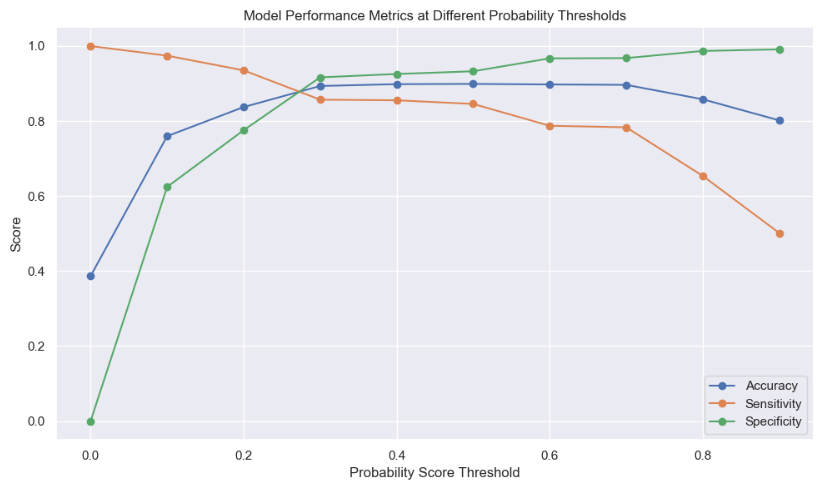 Model Performance Metrics at Different Probability Thresholds
1.0
0.8
0.6
0.4
0.2
0.0
Score
0.0 0.2 0.4 0.6 0.8
Probability Score Threshold
Accuracy
Sensitivity
Specificity